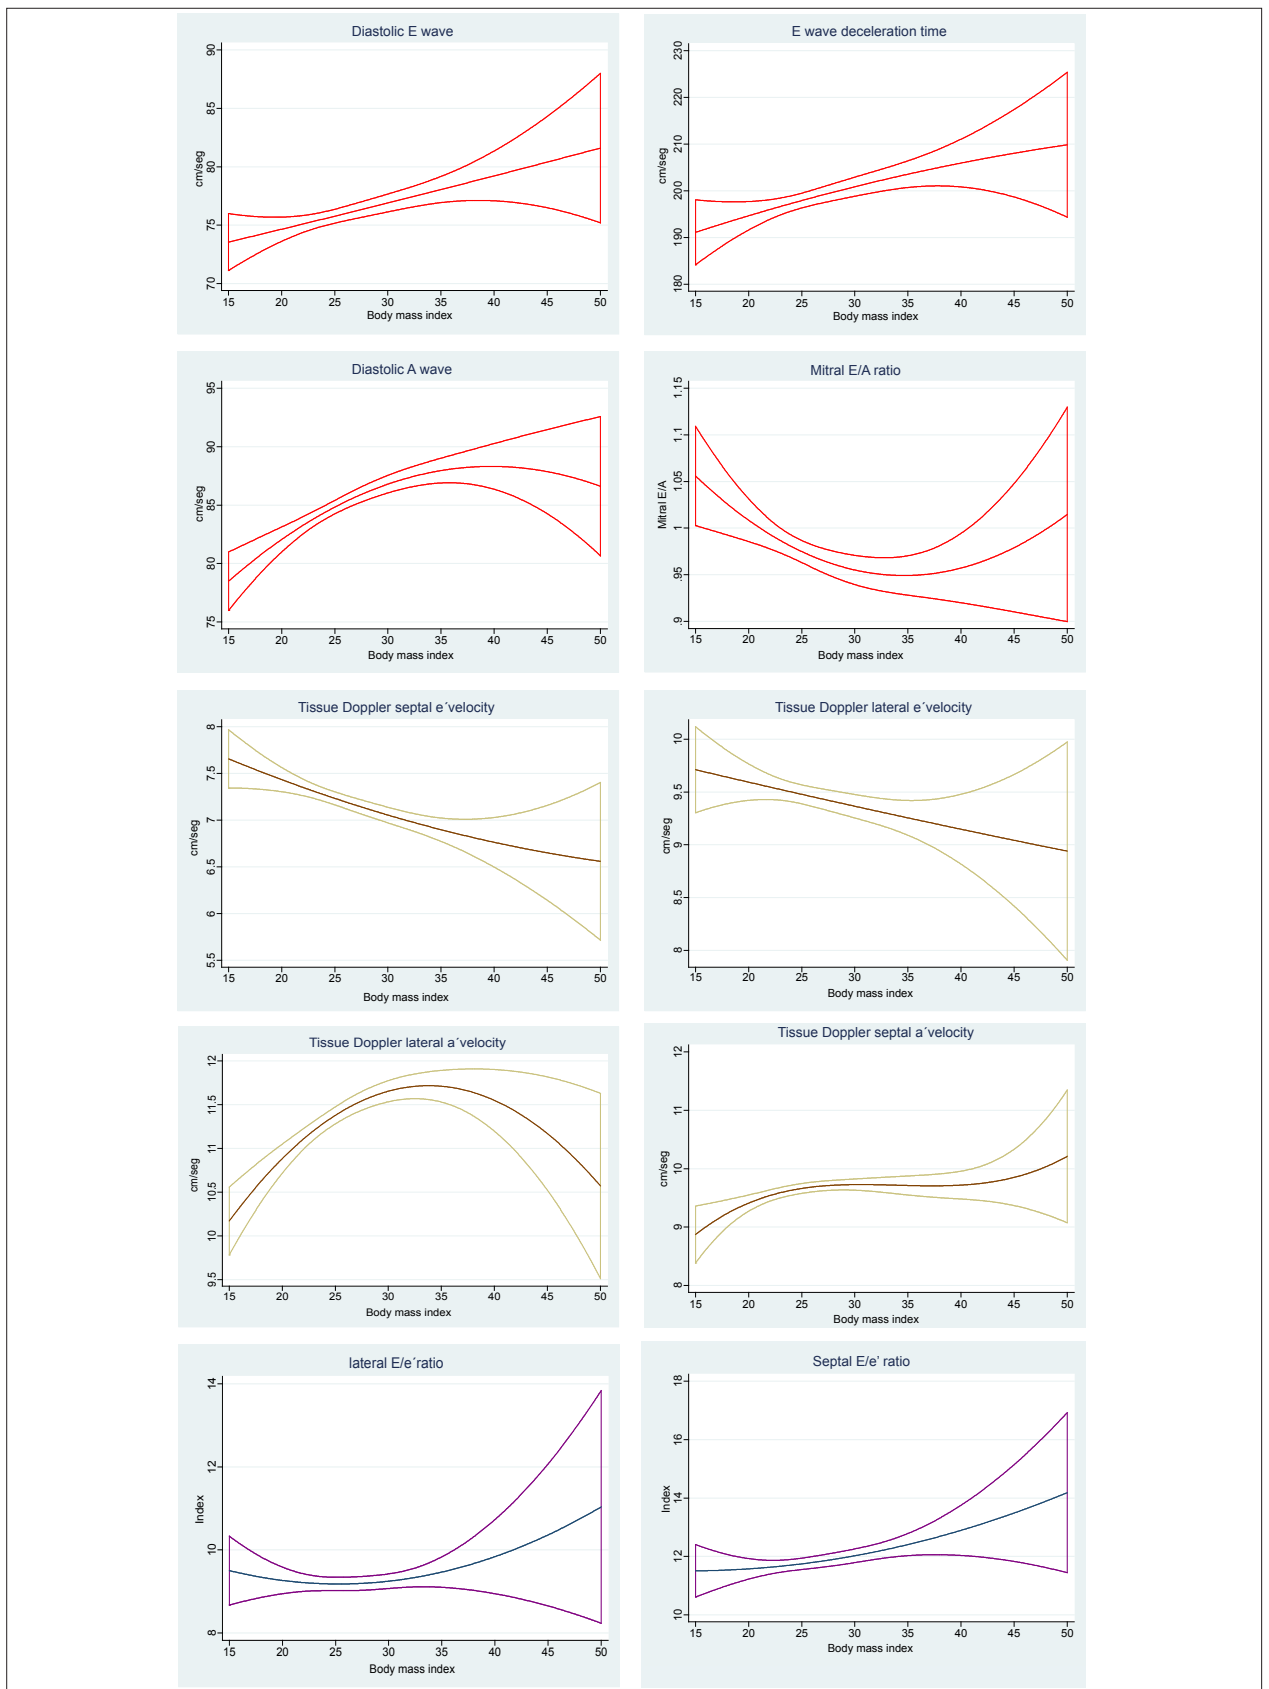 Diastolic E wave
90
85
80
75
70
cm/seg
15 20 25 30 35 40 45 50
Body mass index
E wave deceleration time
230
220
210
200
190
180
cm/seg
15 20 25 30 35 40 45 50
Body mass index
Diastolic A wave
95
90
85
80
75
cm/seg
15 20 25 30 35 40 45 50
Body mass index
Mitral E/A ratio
1.15
1.1
1.05
1
.95
.9
Mitral E/A
15 20 25 30 35 40 45 50
Body mass index
Tissue Doppler septal e´velocity
8
7.5
7
6.5
6
5.5
cm/seg
15 20 25 30 35 40 45 50
Body mass index
Tissue Doppler lateral e´velocity
10
9.5
9
8.5
8
cm/seg
15 20 25 30 35 40 45 50
Body mass index
Tissue Doppler lateral a´velocity
12
11.5
11
10.5
10
9.5
cm/seg
15 20 25 30 35 40 45 50
Body mass index
Tissue Doppler septal a´velocity
12
11
10
9
8
cm/seg
15 20 25 30 35 40 45 50
Body mass index
lateral E/e´ratio
14
12
10
8
Index
15 20 25 30 35 40 45 50
Body mass index
Septal E/e' ratio
18
16
14
12
10
Index
15 20 25 30 35 40 45 50
Body mass index